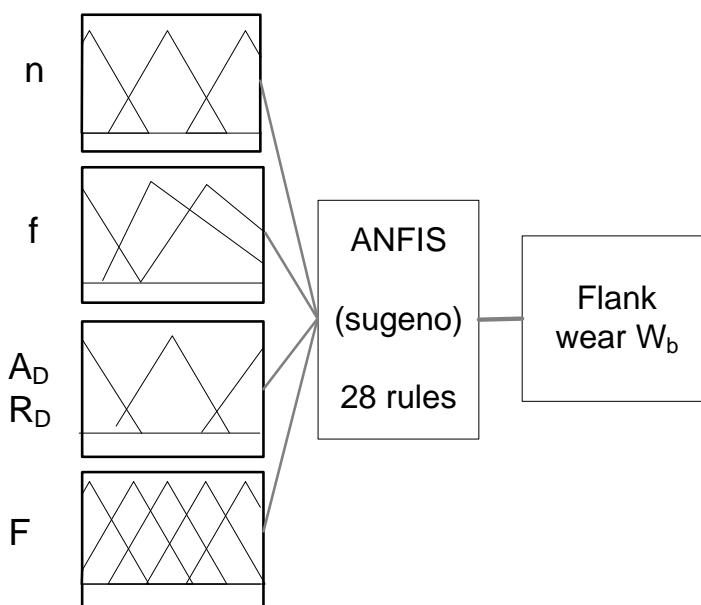 n
f
A_D
R_D
F
ANFIS
(sugeno)
28 rules
Flank
wear W_b